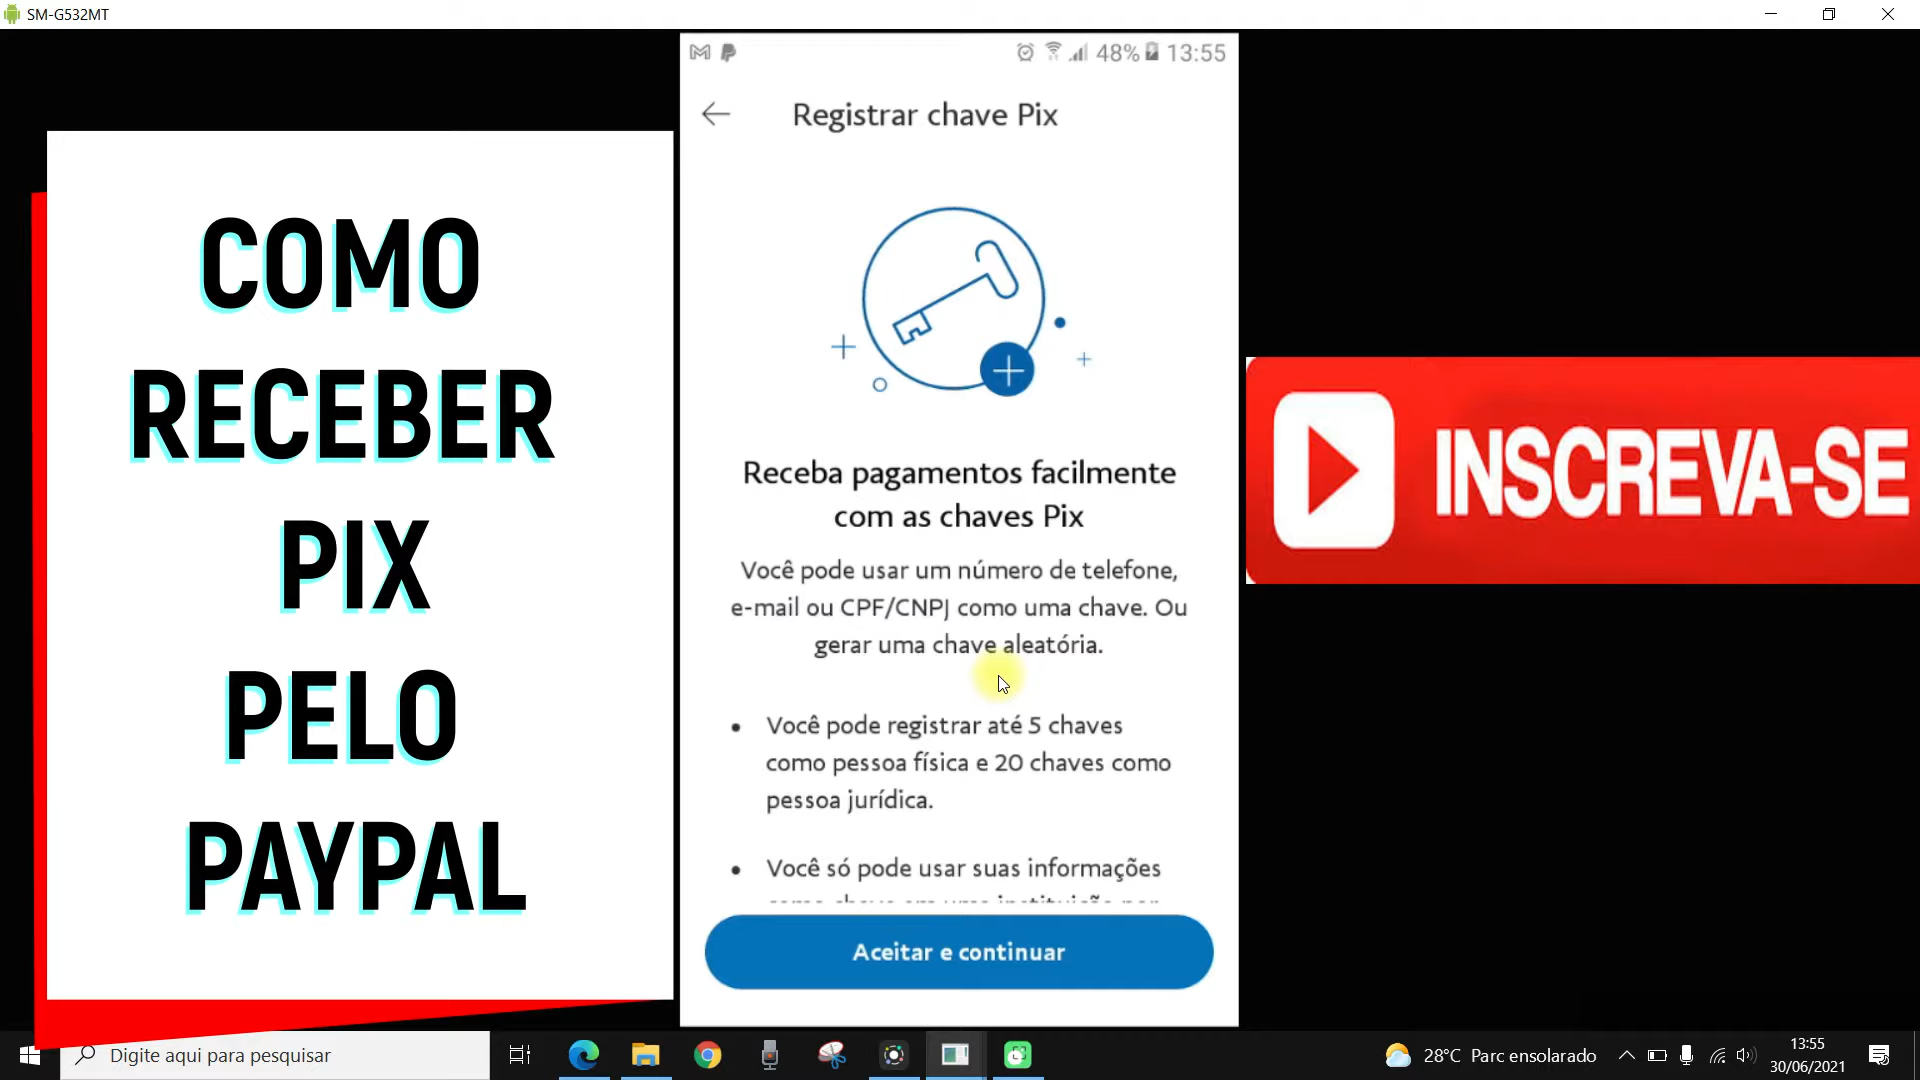 SM-G532MT
48% 13:55
Registrar chave Pix
COMO
RECEBER
PIX
PELO
PAYPAL
Receba pagamentos facilmente
com as chaves Pix
Você pode usar um número de telefone,
e-mail ou CPF/CNPJ como uma chave. Ou
gerar uma chave aleatória.
• Você pode registrar até 5 chaves
como pessoa física e 20 chaves como
pessoa jurídica.
• Você só pode usar suas informações
Aceitar e continuar
INSCREVA-SE
Digite aqui para pesquisar
28°C Parc ensolarado
13:55
30/06/2021